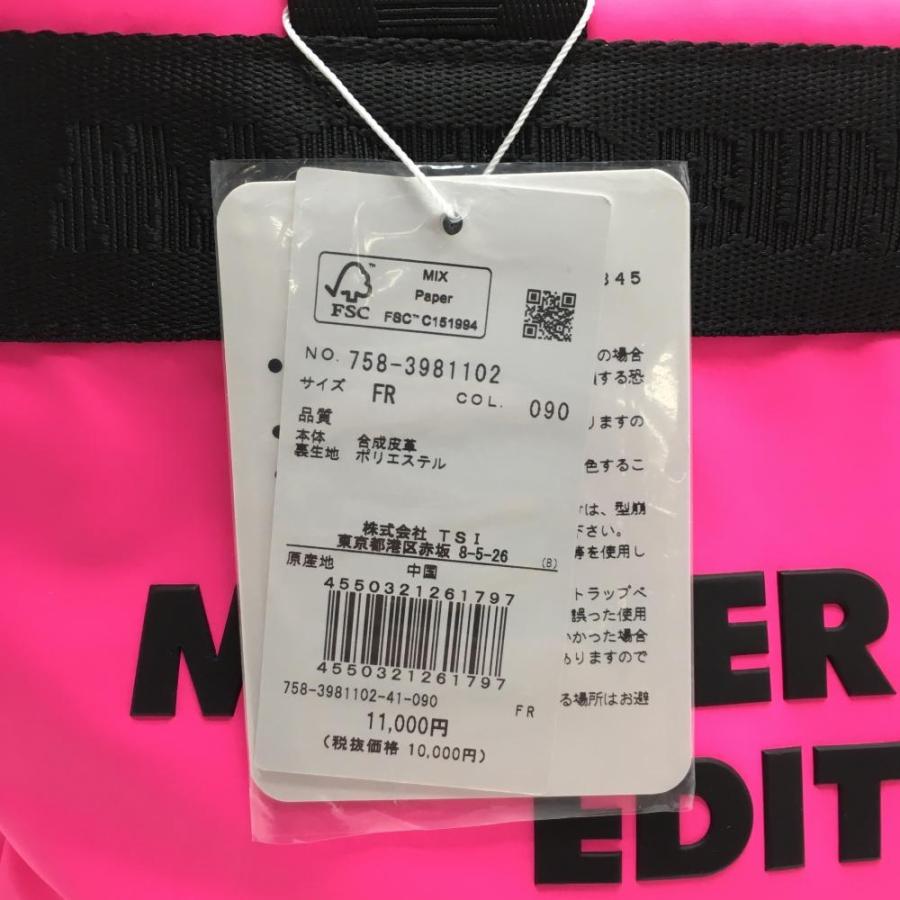 MIX
Paper
FSC™ C151994
FSC
NO. 758-3981102
サイズ FR COL. 090
品質
本体 合成皮革
裏生地 ポリエステル
株式会社 TSI
東京都港区赤坂 8-5-26 (B)
原産地 中国
4550321261797
4550321261797
758-3981102-41-090 FR
11,000円
(税抜価格 10,000円)
345
の場合
する恐
りますの
色するこ
は、型崩
下さい。
等を使用し
トラップベ
誤った使用
かった場合
ありますので
る場所はお避
EDIT